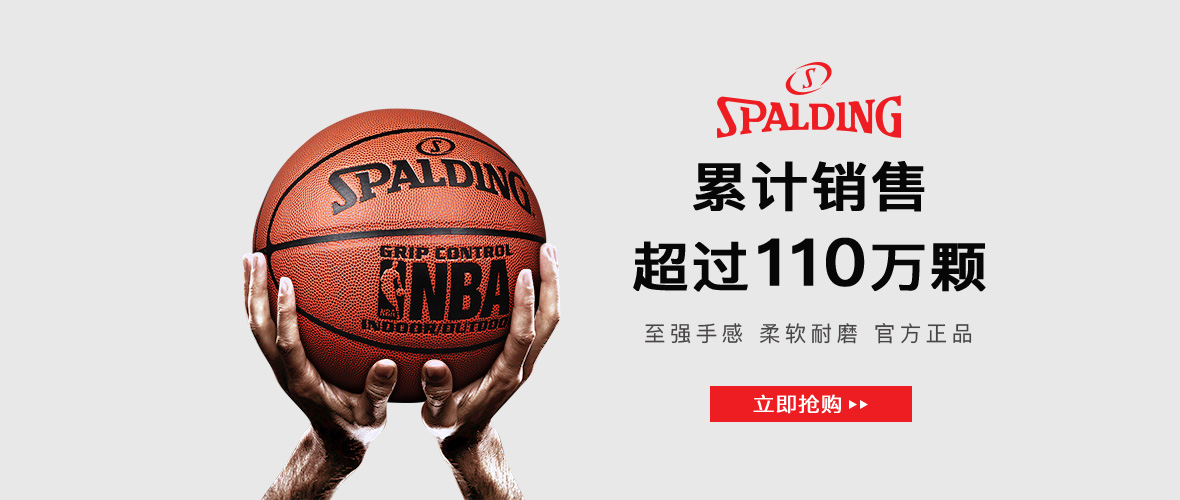 SPALDING
GRIP CONTROL
NBA
NBA
INDOOR/OUTDOOR
S
SPALDING
累计销售
超过110万颗
至强手感 柔软耐磨 官方正品
立即抢购